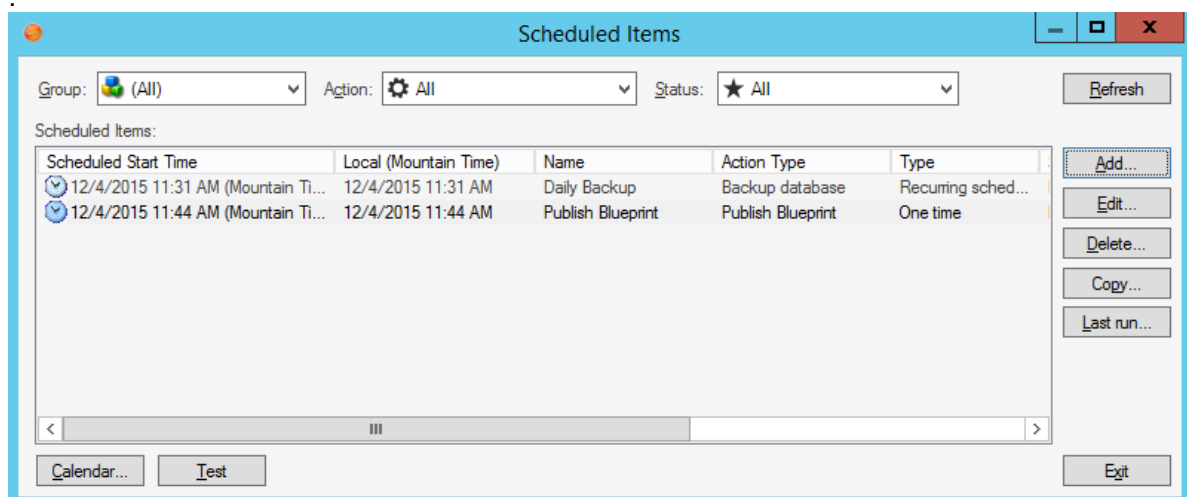 Scheduled Items
Group: (All) Action: All Status: All Refresh
Scheduled Items:
Scheduled Start Time Local (Mountain Time) Name Action Type Type
12/4/2015 11:31 AM (Mountain Ti... 12/4/2015 11:31 AM Daily Backup Backup database Recurring sched...
12/4/2015 11:44 AM (Mountain Ti... 12/4/2015 11:44 AM Publish Blueprint Publish Blueprint One time
Add...
Edit...
Delete...
Copy...
Last run...
Calendar... Test Exit